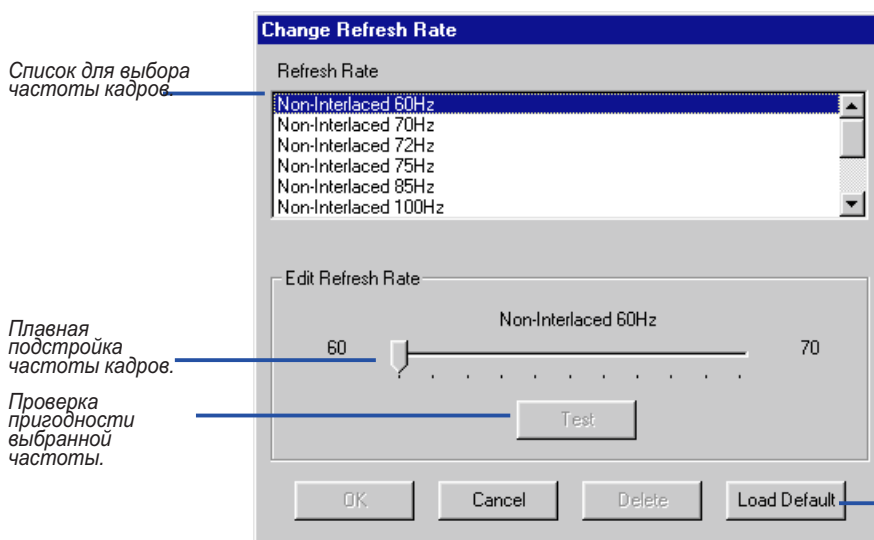 Change Refresh Rate
Список для выбора
частоты кадров.
Refresh Rate
Non-Interlaced 60Hz
Non-Interlaced 70Hz
Non-Interlaced 72Hz
Non-Interlaced 75Hz
Non-Interlaced 85Hz
Non-Interlaced 100Hz
Edit Refresh Rate
Non-Interlaced 60Hz
60
70
Плавная
подстройка
частоты кадров.
Проверка
пригодности
выбранной
частоты.
Test
OK
Cancel
Delete
Load Default